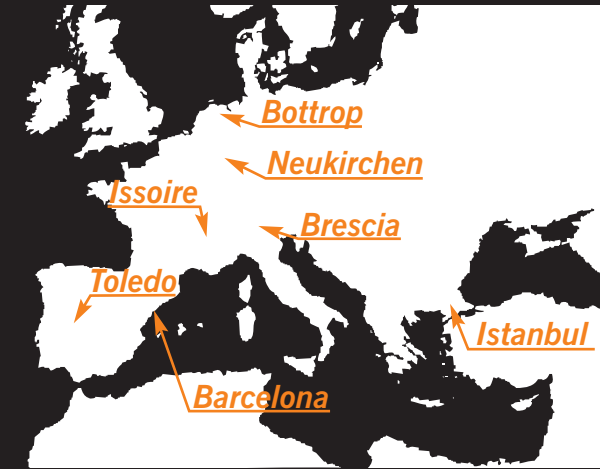 Bottrop
Neukirchen
Issoire
Brescia
Toledo
Istanbul
Barcelona